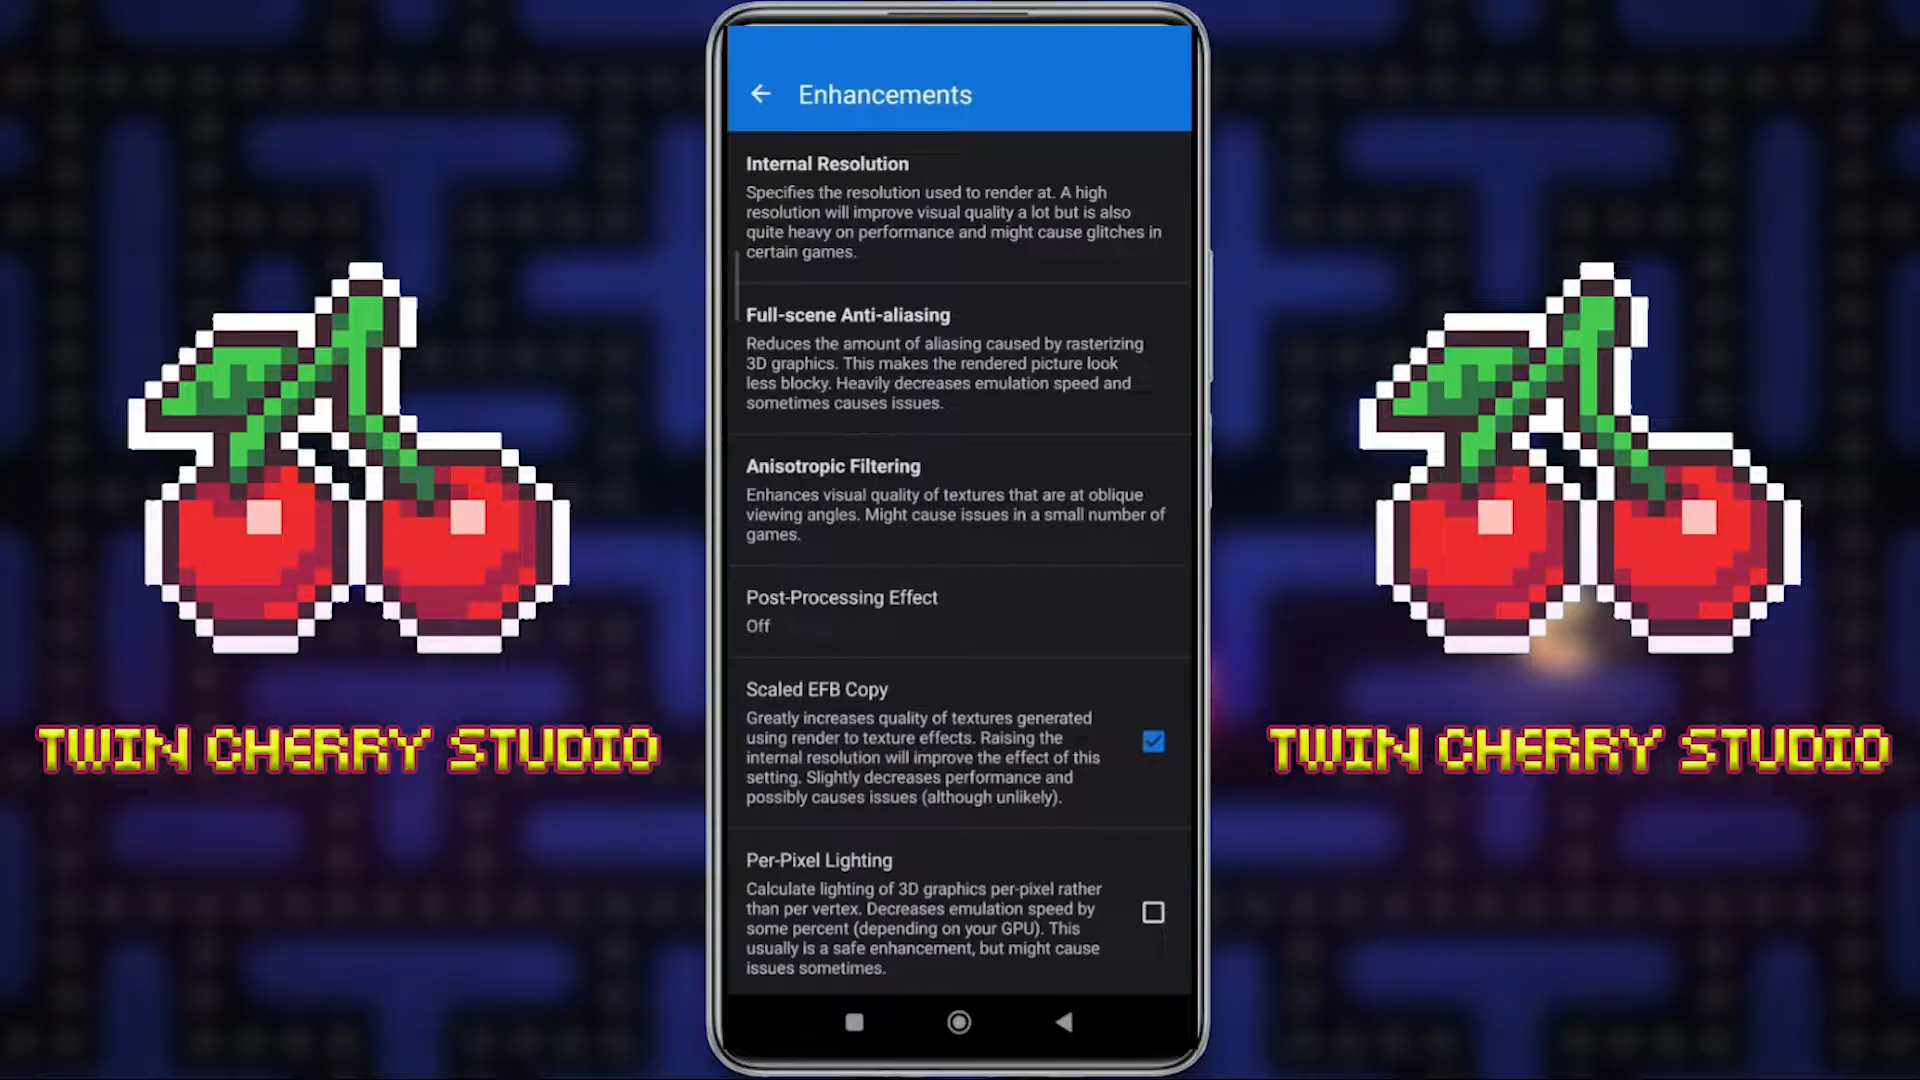 Enhancements
Internal Resolution
Specifies the resolution used to render at. A high
resolution will improve visual quality a lot but is also
quite heavy on performance and might cause glitches in
certain games.
Full-scene Anti-aliasing
Reduces the amount of aliasing caused by rasterizing
3D graphics. This makes the rendered picture look
less blocky. Heavily decreases emulation speed and
sometimes causes issues.
Anisotropic Filtering
Enhances visual quality of textures that are at oblique
viewing angles. Might cause issues in a small number of
games.
Post-Processing Effect
Off
Scaled EFB Copy
Greatly increases quality of textures generated
using render to texture effects. Raising the
internal resolution will improve the effect of this
setting. Slightly decreases performance and
possibly causes issues (although unlikely).
Per-Pixel Lighting
Calculate lighting of 3D graphics per-pixel rather
than per vertex. Decreases emulation speed by
some percent (depending on your GPU). This
usually is a safe enhancement, but might cause
issues sometimes.
TWIN CHERRY STUDIO
TWIN CHERRY STUDIO